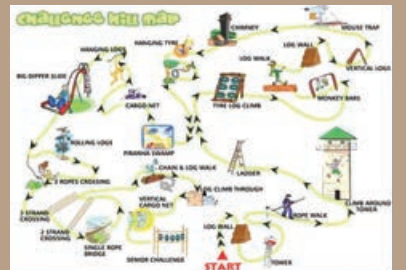 Challenge Hill Map
CHIMNEY
MOUSE TRAP
HANGING TYRE
LOG WALL
HANGING LOGS
LOG WALK
VERTICAL LOGS
BIG DIPPER SLIDE
CARGO NET
TYRE LOG CLIMB
MONKEY BARS
PIRANHA SWAMP
ROLLING LOGS
CHAIN & LOG WALK
LADDER
2 ROPES CROSSING
LOG CLIMB THROUGH
CLIMB AROUND
TOWER
VERTICAL
CARGO NET
ROPE WALK
3 STRAND
CROSSING
LOG WALL
2 STRAND
CROSSING
SINGLE ROPE
BRIDGE
SENIOR CHALLENGE
TOWER
START